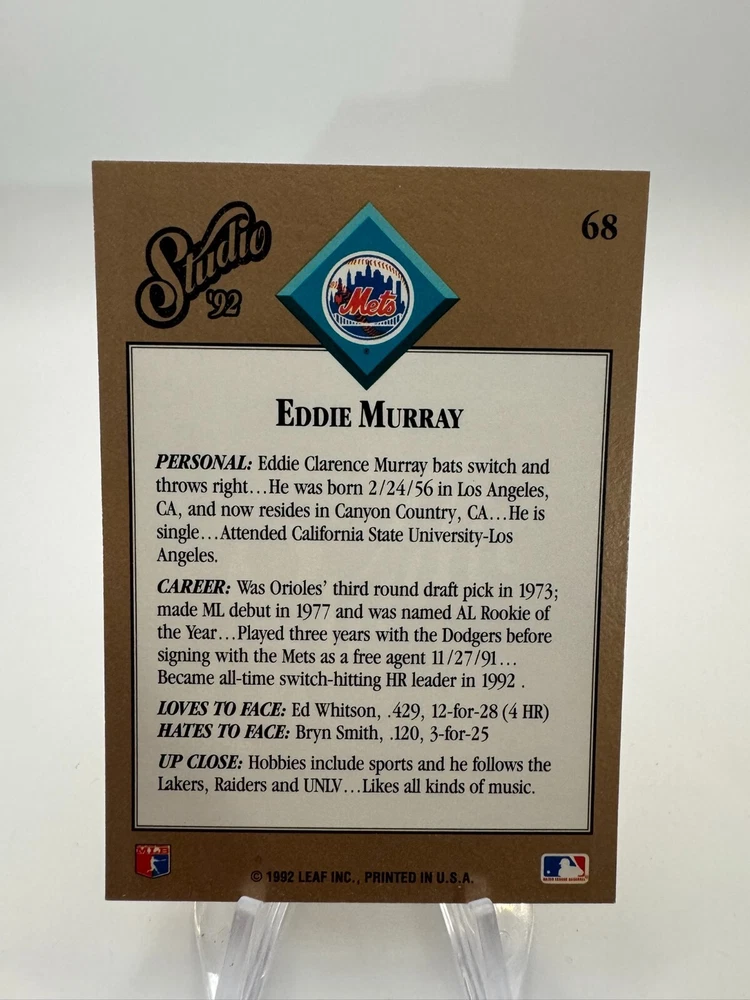 Studio
'92
68
Mets
EDDIE MURRAY
PERSONAL: Eddie Clarence Murray bats switch and
throws right...He was born 2/24/56 in Los Angeles,
CA, and now resides in Canyon Country, CA...He is
single...Attended California State University-Los
Angeles.
CAREER: Was Orioles' third round draft pick in 1973;
made ML debut in 1977 and was named AL Rookie of
the Year...Played three years with the Dodgers before
signing with the Mets as a free agent 11/27/91...
Became all-time switch-hitting HR leader in 1992 .
LOVES TO FACE: Ed Whitson, .429, 12-for-28 (4 HR)
HATES TO FACE: Bryn Smith, .120, 3-for-25
UP CLOSE: Hobbies include sports and he follows the
Lakers, Raiders and UNLV...Likes all kinds of music.
MLB
© 1992 LEAF INC., PRINTED IN U.S.A.